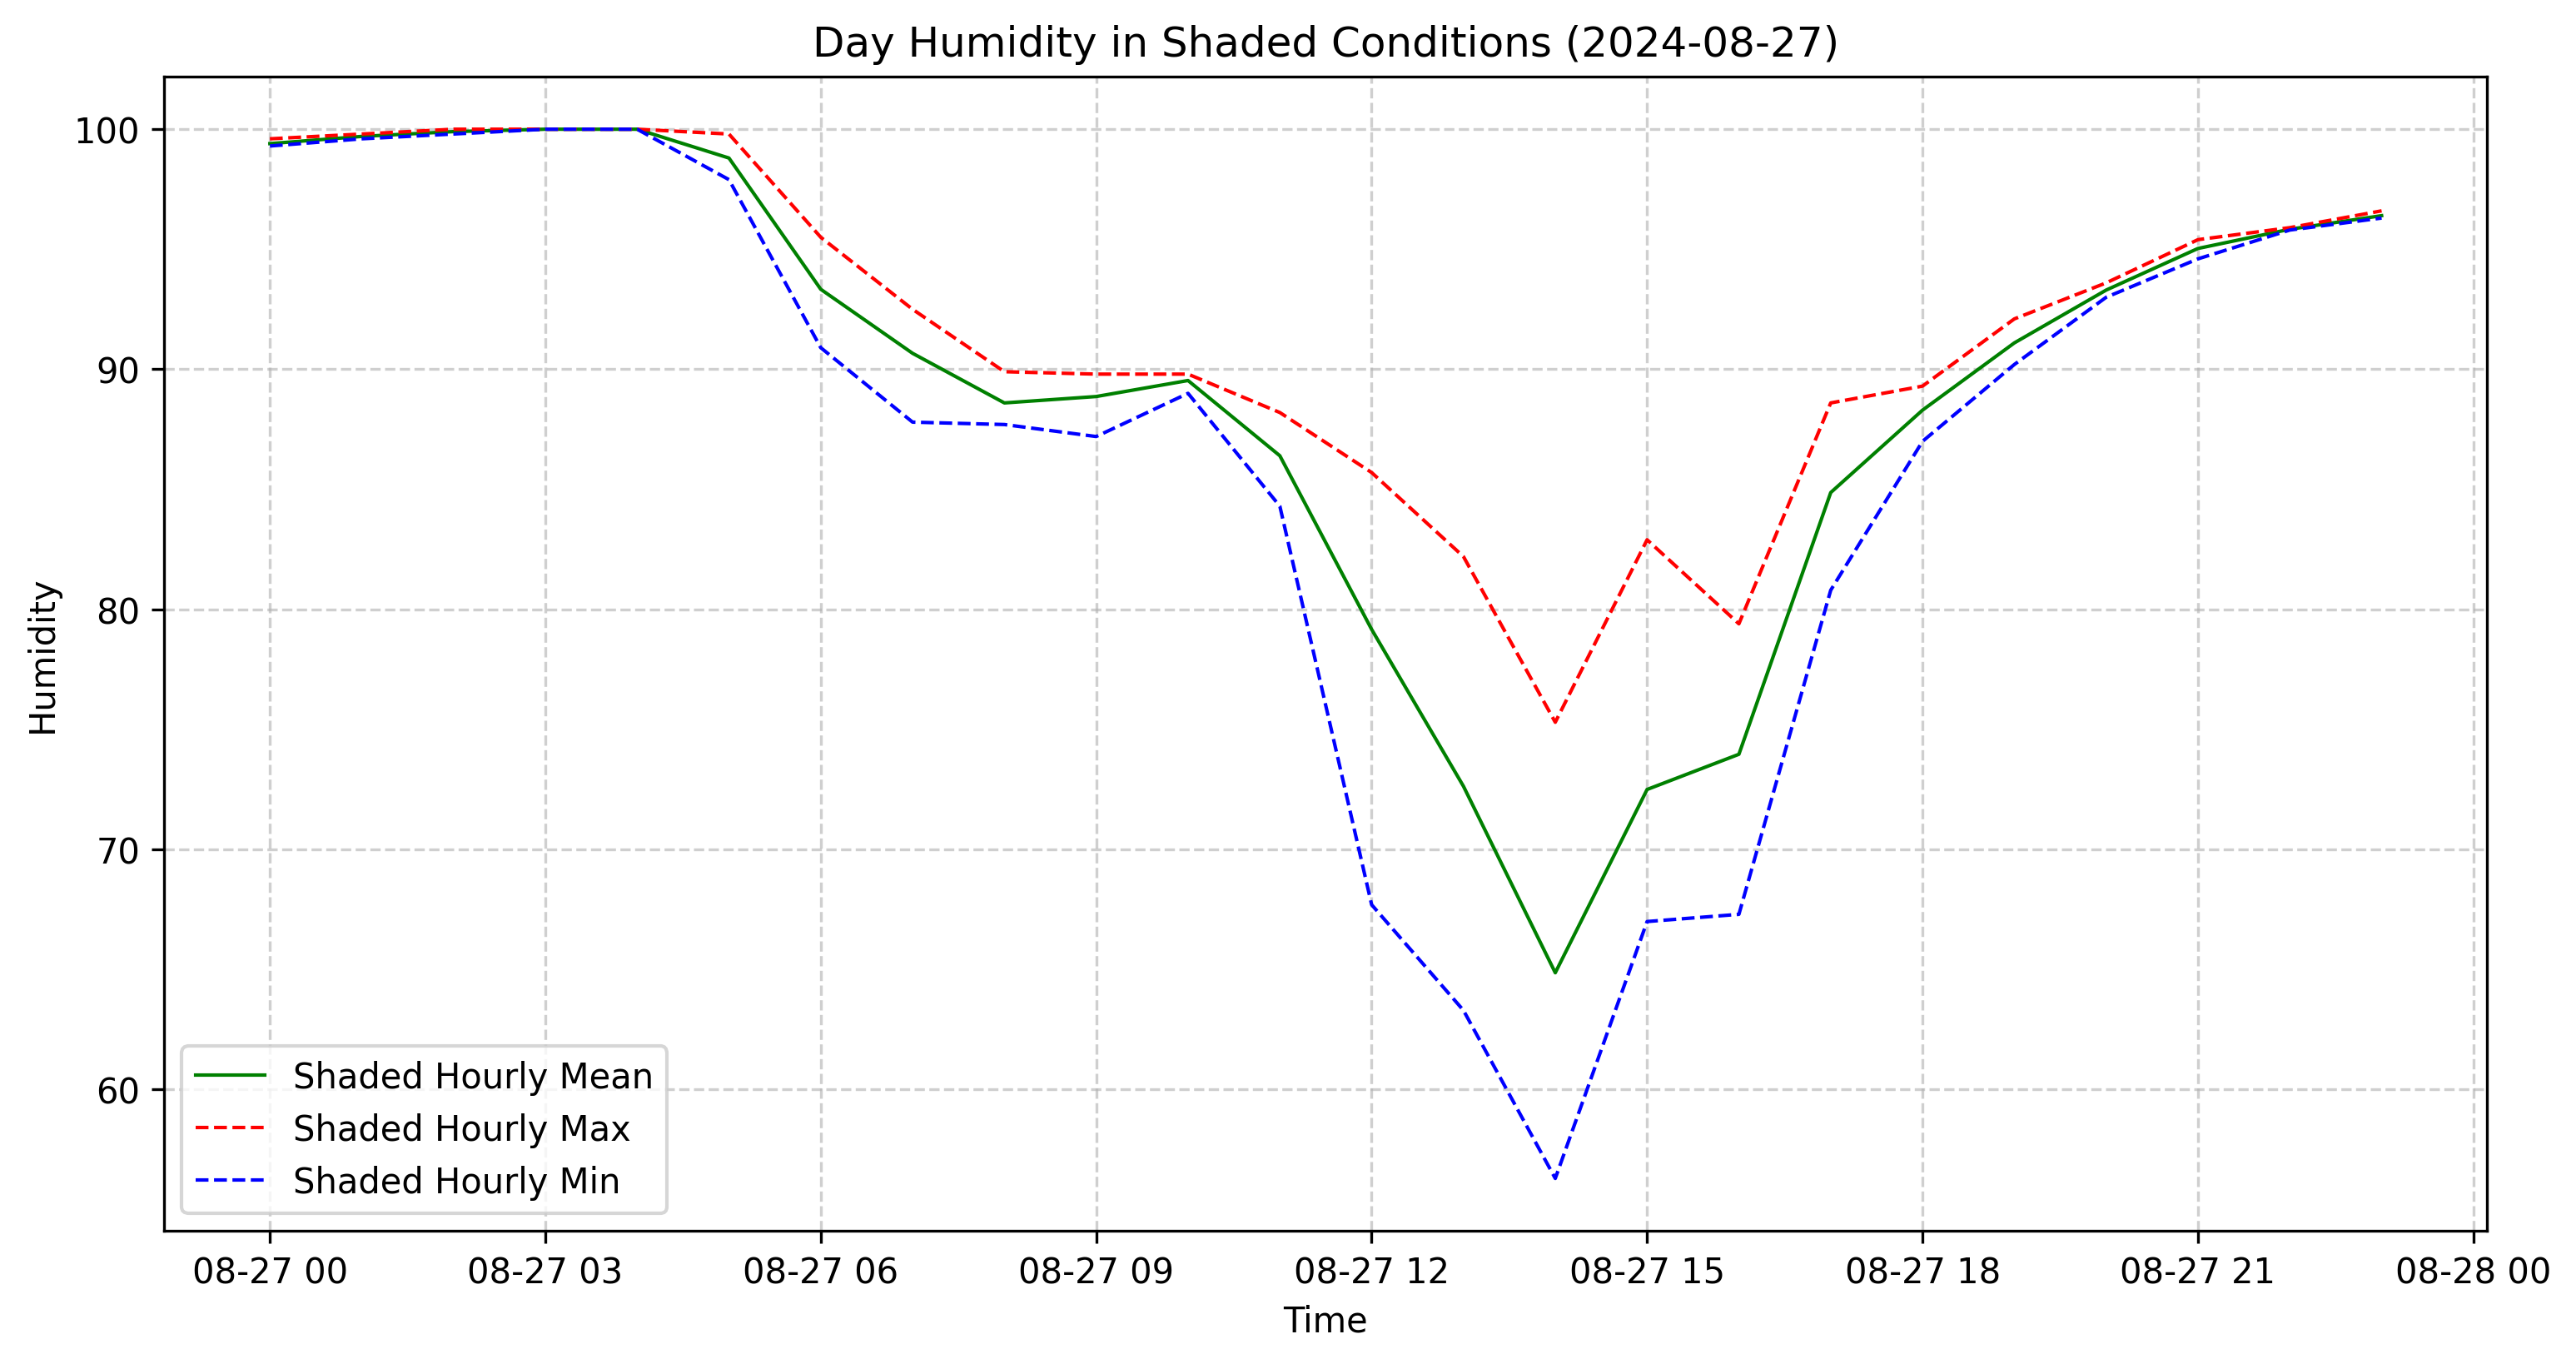 Day Humidity in Shaded Conditions (2024-08-27)
100
90
80
70
60
Humidity
Shaded Hourly Mean
Shaded Hourly Max
Shaded Hourly Min
08-27 00 08-27 03 08-27 06 08-27 09 08-27 12 08-27 15 08-27 18 08-27 21 08-28 00
Time